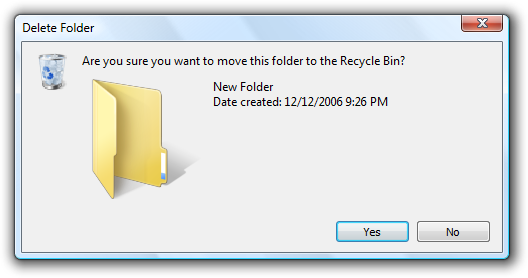 Delete Folder
Are you sure you want to move this folder to the Recycle Bin?
New Folder
Date created: 12/12/2006 9:26 PM
Yes
No